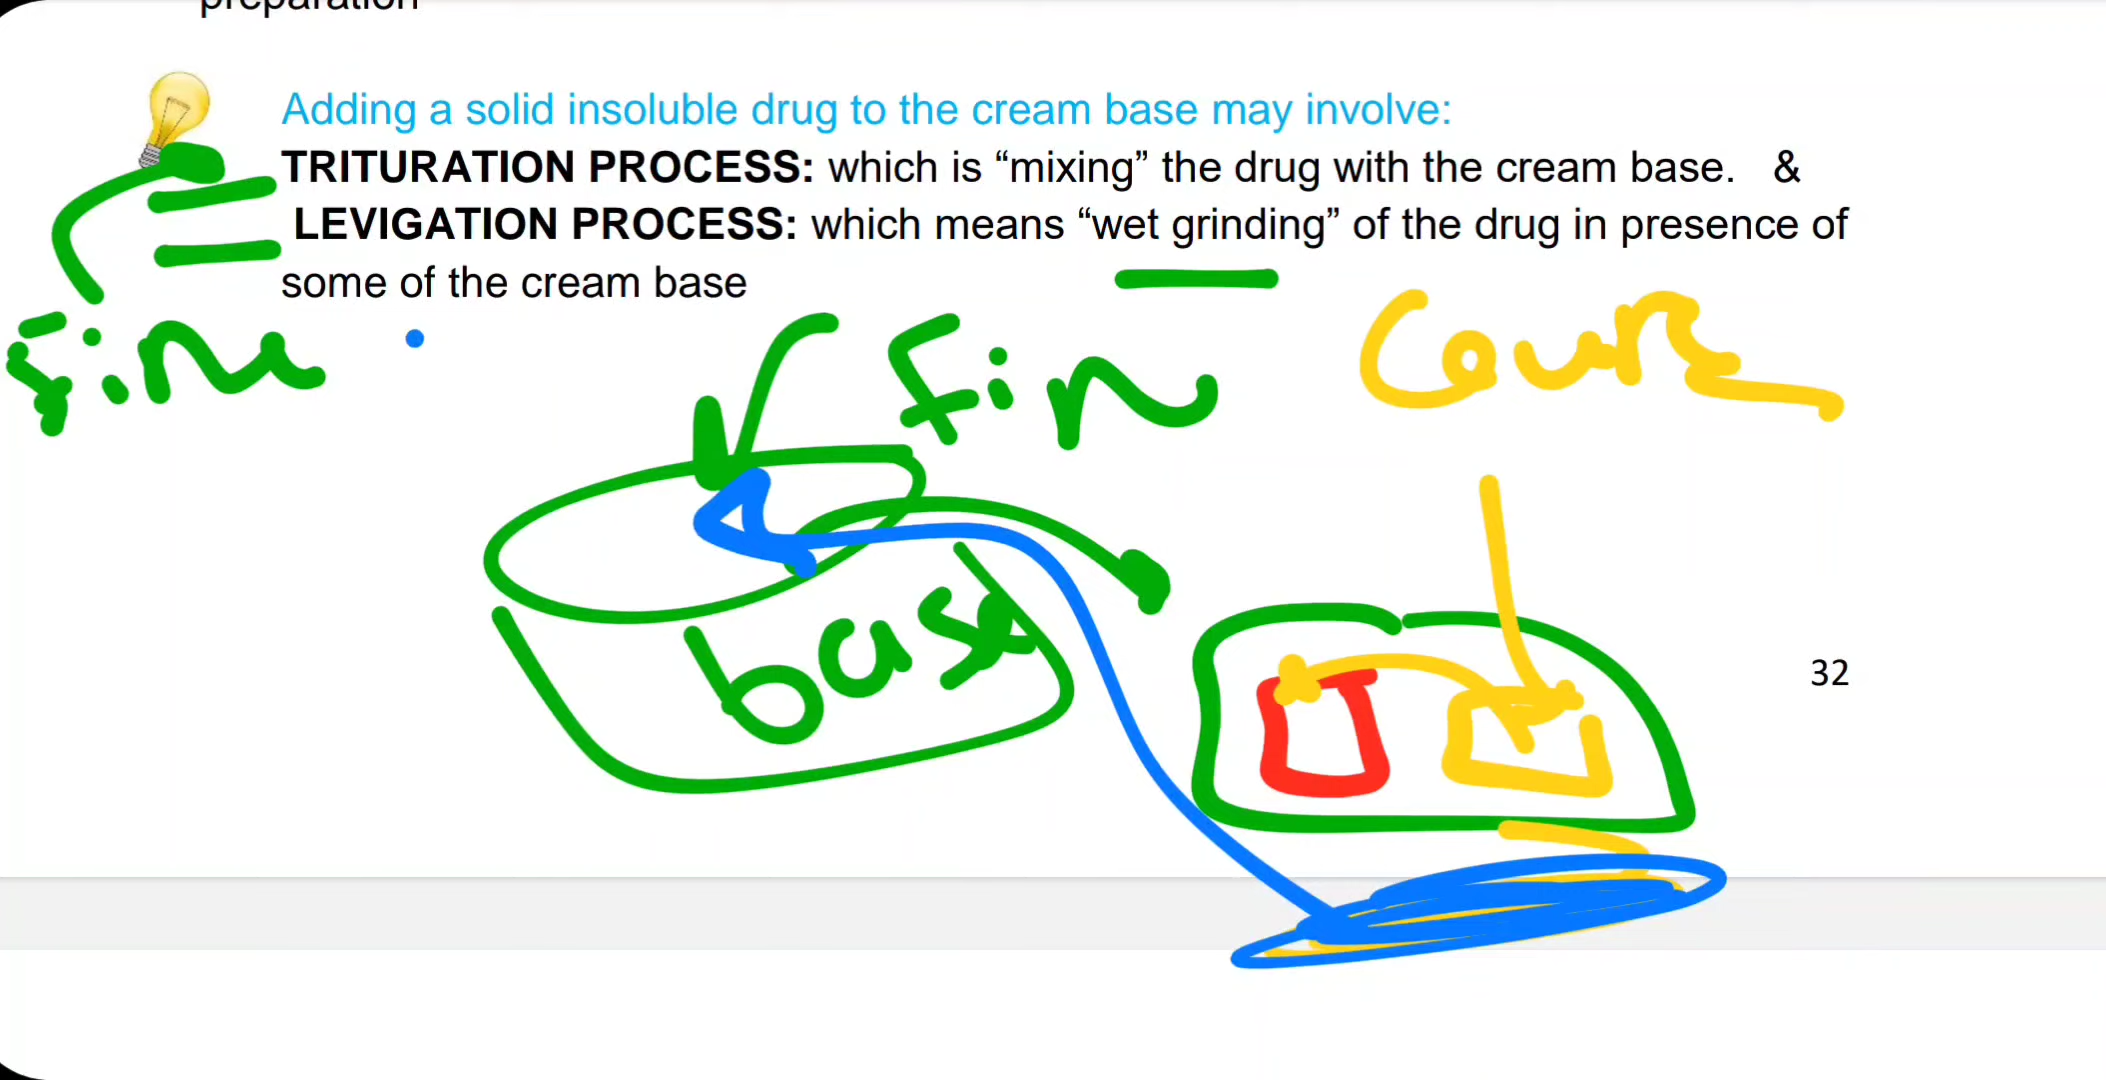 preparation
Adding a solid insoluble drug to the cream base may involve:
TRITURATION PROCESS: which is “mixing” the drug with the cream base. &
LEVIGATION PROCESS: which means “wet grinding” of the drug in presence of
some of the cream base
Fine
Fin
base
32